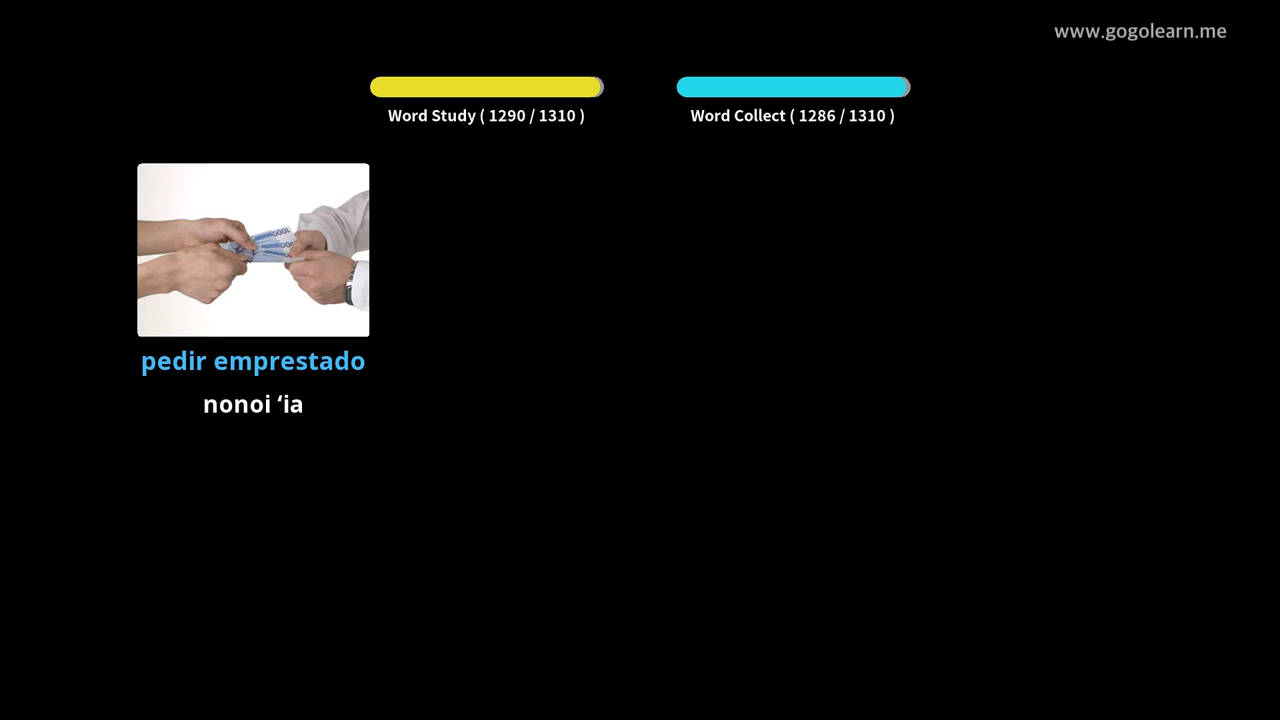 www.gogolearn.me
Word Study ( 1290 / 1310 )
Word Collect ( 1286 / 1310 )
pedir emprestado
nonoi ‘ia